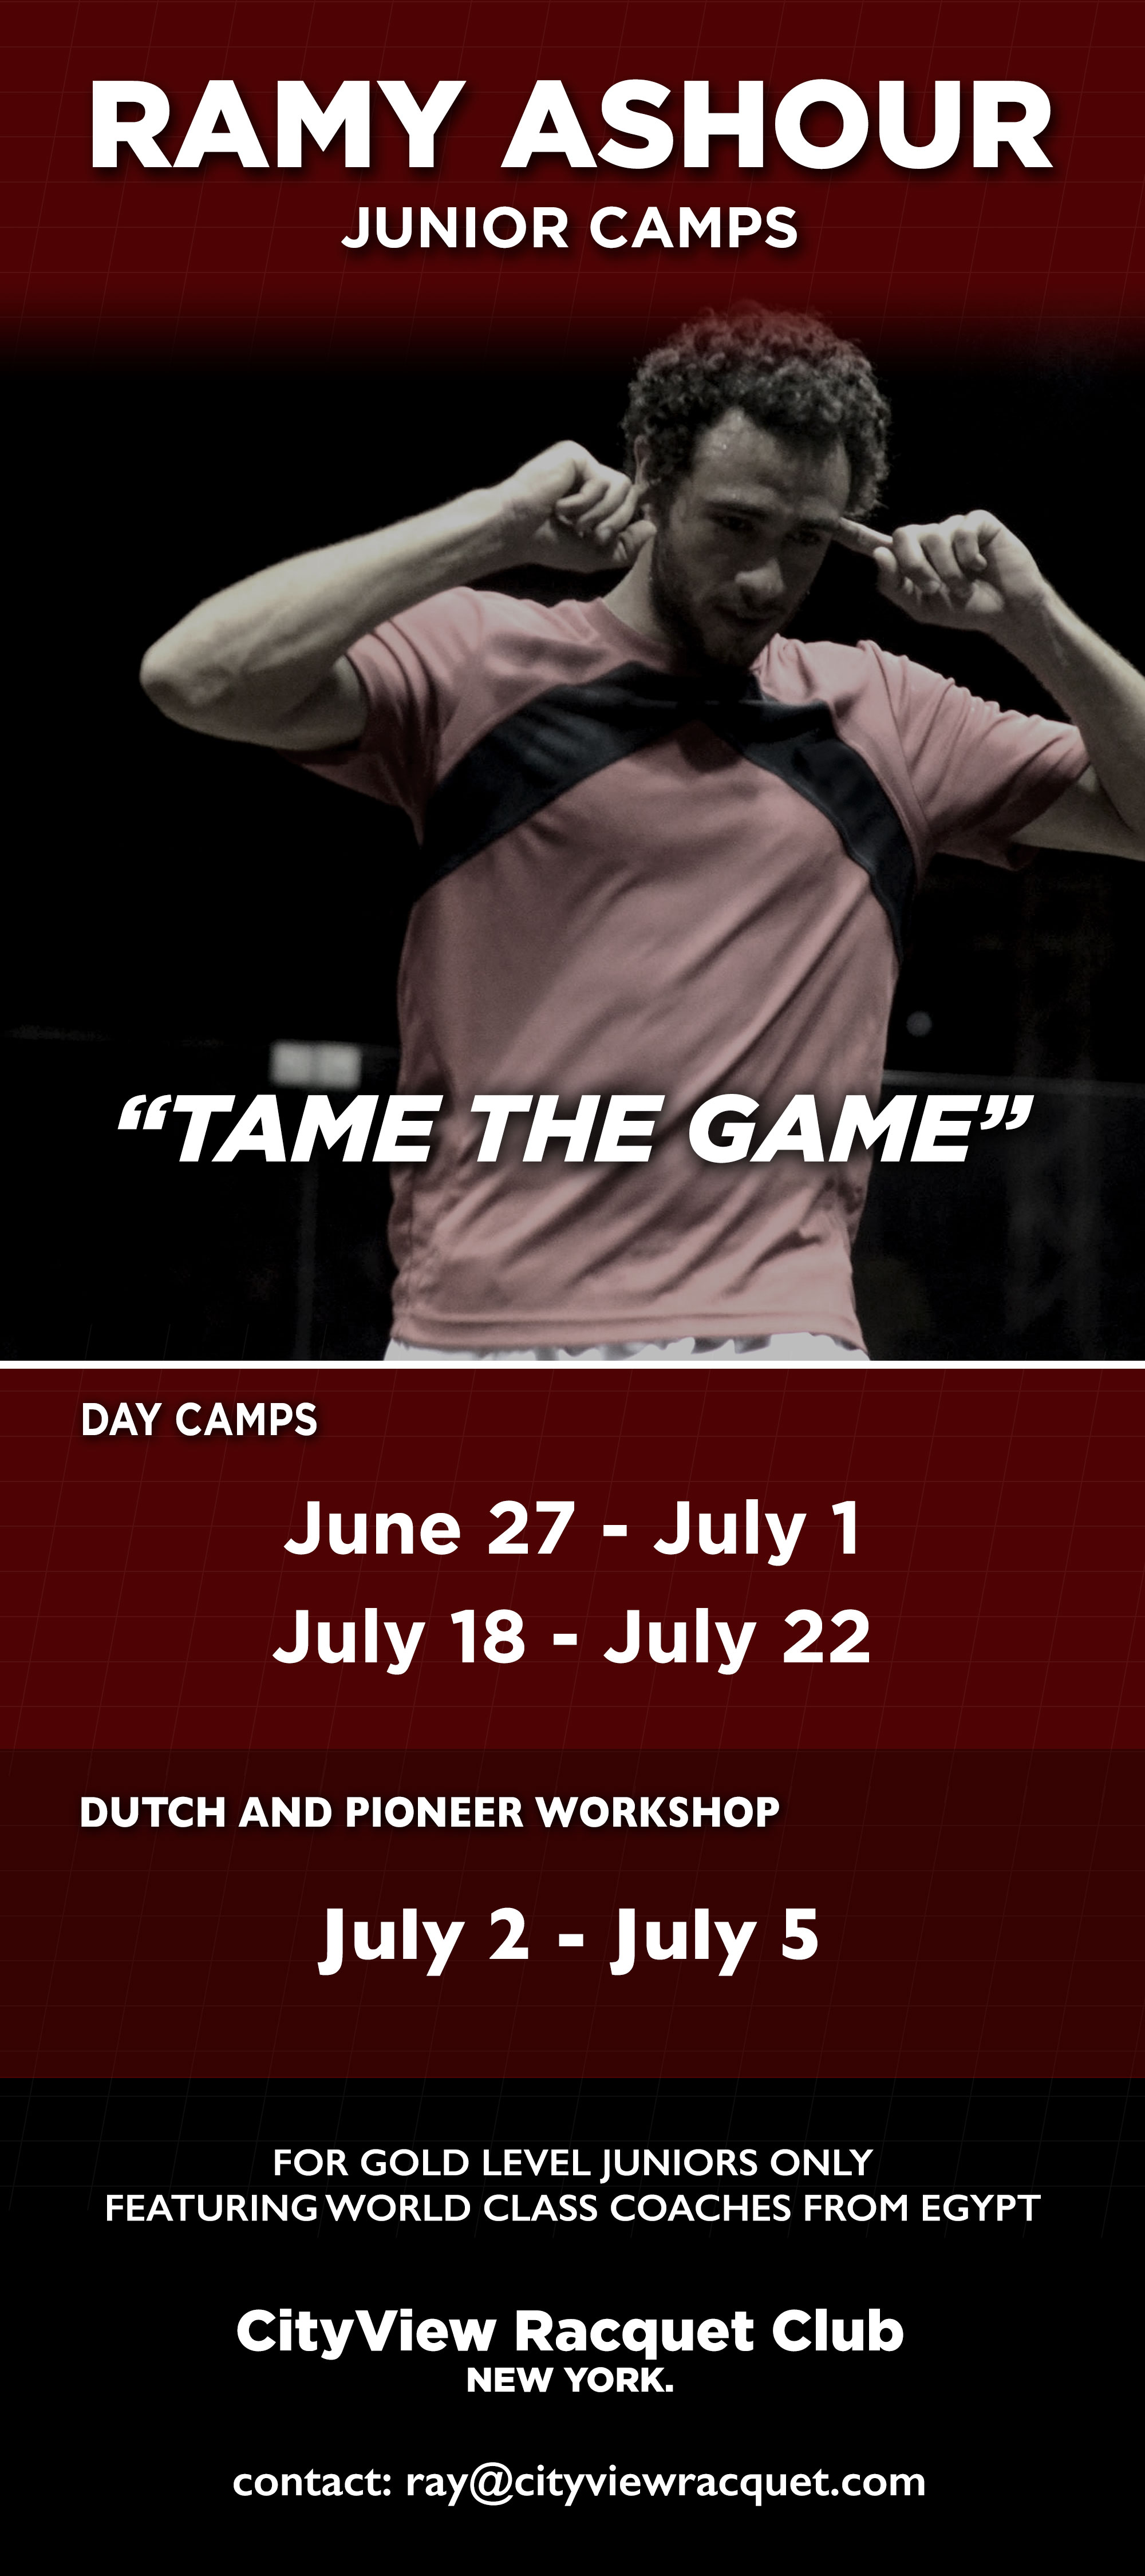 RAMY ASHOUR
JUNIOR CAMPS
“TAME THE GAME”
DAY CAMPS
June 27 - July 1
July 18 - July 22
DUTCH AND PIONEER WORKSHOP
July 2 - July 5
FOR GOLD LEVEL JUNIORS ONLY
FEATURING WORLD CLASS COACHES FROM EGYPT
CityView Racquet Club
NEW YORK.
contact: ray@cityviewracquet.com